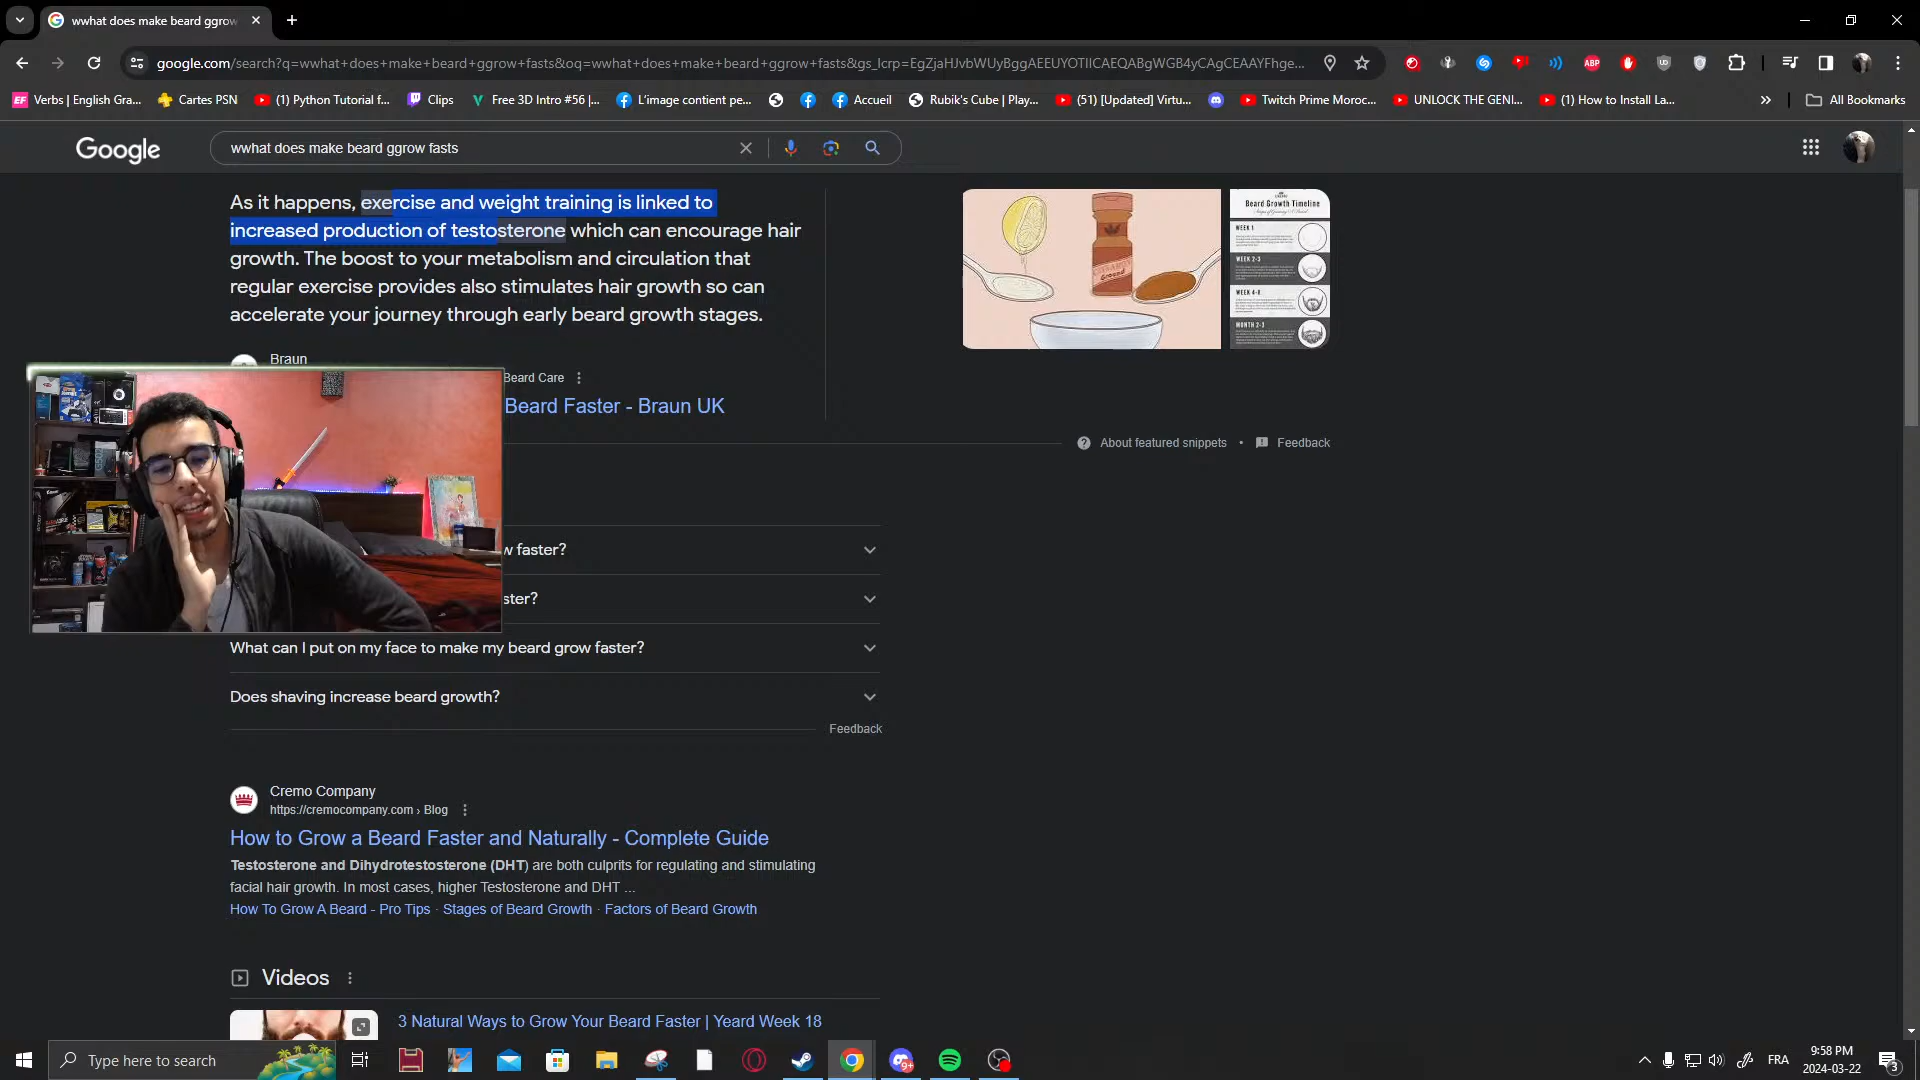 wwhat does make beard ggrow
google.com/search?q=wwhat+does+make+beard+ggrow+fasts&oq=wwhat+does+make+beard+ggrow+fasts&gs_lcrp=EgZjaHJvbWUyBggAEEUYOTIICAEQABgWGB4yCAgCEAAYFhge...
EF Verbs | English Gra... Cartes PSN (1) Python Tutorial f... Clips Free 3D Intro #56 |... L'image contient pe... Accueil Rubik's Cube | Play... (51) [Updated] Virtu... Twitch Prime Moroc... UNLOCK THE GENI... (1) How to Install La... All Bookmarks
Google
wwhat does make beard ggrow fasts
As it happens, exercise and weight training is linked to
increased production of testosterone which can encourage hair
growth. The boost to your metabolism and circulation that
regular exercise provides also stimulates hair growth so can
accelerate your journey through early beard growth stages.
Beard Growth Timeline
WEEK 1
WEEK 2-3
WEEK 4-8
MONTH 2-3
Braun
Beard Care
Beard Faster - Braun UK
About featured snippets • Feedback
w faster?
ster?
What can I put on my face to make my beard grow faster?
Does shaving increase beard growth?
Feedback
Cremo Company
https://cremocompany.com › Blog
How to Grow a Beard Faster and Naturally - Complete Guide
Testosterone and Dihydrotestosterone (DHT) are both culprits for regulating and stimulating
facial hair growth. In most cases, higher Testosterone and DHT ...
How To Grow A Beard - Pro Tips · Stages of Beard Growth · Factors of Beard Growth
Videos
3 Natural Ways to Grow Your Beard Faster | Yeard Week 18
Type here to search
9+
FRA
9:58 PM
2024-03-22
3